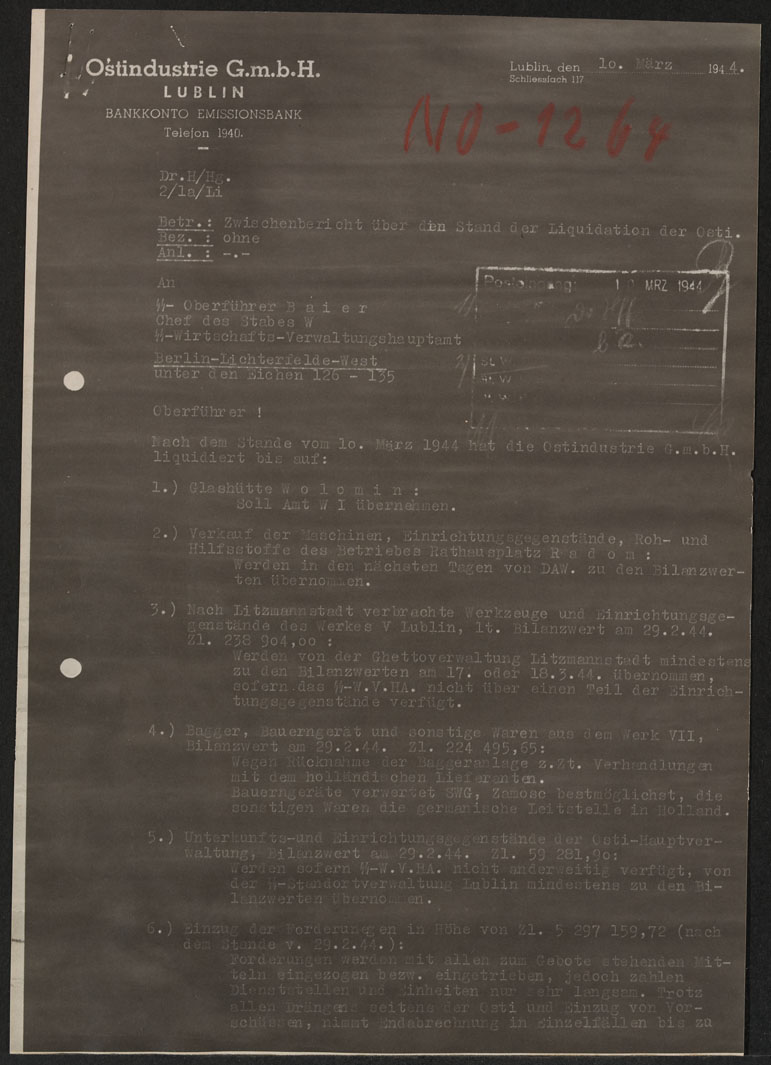 Ostindustrie G.m.b.H.
LUBLIN
BANKKONTO EMISSIONSBANK
Telefon 1940.
Lublin, den 10. März 1944.
Schliessfach 117
NO-1264
Dr.H/Hg.
2/1a/Li
Betr.: Zwischenbericht über den Stand der Liquidation der Osti.
Bez. : ohne
Anl. : -.-
An
SS- Oberführer B a i e r
Chef des Stabes W
SS-Wirtschafts-Verwaltungshauptamt
Berlin-Lichterfelde-West
unter den Eichen 126 - 135
Posteingang: MRZ 1944
St. W
St. W
Oberführer !
Nach dem Stande vom 10. März 1944 hat die Ostindustrie G.m.b.H.
liquidiert bis auf:
1.) Glashütte W o l o m i n :
Soll Amt W I übernehmen.
2.) Verkauf der Maschinen, Einrichtungsgegenstände, Roh- und
Hilfsstoffe des Betriebes Rathausplatz R a d o m :
Werden in den nächsten Tagen von DAW. zu den Bilanzwer-
ten übernommen.
3.) Nach Litzmannstadt verbrachte Werkzeuge und Einrichtungsge-
genstände des Werkes V Lublin, lt. Bilanzwert am 29.2.44.
Zl. 238 904,00 :
Werden von der Ghettoverwaltung Litzmannstadt mindestens
zu den Bilanzwerten am 17. oder 18.3.44. übernommen,
sofern das SS-W.V.HA. nicht über einen Teil der Einrich-
tungsgegenstände verfügt.
4.) Bagger, Bauerngerät und sonstige Waren aus dem Werk VII,
Bilanzwert am 29.2.44. Zl. 224 495,65:
Wegen Rücknahme der Baggeranlage z.Zt. Verhandlungen
mit dem holländischen Lieferanten.
Bauerngeräte verwertet SWG, Zamosc bestmöglichst, die
sonstigen Waren die germanische Leitstelle in Holland.
5.) Unterkunfts-und Einrichtungsgegenstände der Osti-Hauptver-
waltung, Bilanzwert am 29.2.44. Zl. 59 281,90:
Werden sofern SS-W.V.HA. nicht anderweitig verfügt, von
der SS-Standortverwaltung Lublin mindestens zu den Bi-
lanzwerten übernommen.
6.) Einzug der Forderungen in Höhe von Zl. 5 297 159,72 (nach
dem Stande v. 29.2.44.):
Forderungen werden mit allen zum Gebote stehenden Mit-
teln eingezogen bezw. eingetrieben, jedoch zahlen
Dienststellen und Einheiten nur sehr langsam. Trotz
allen Drängens seitens der Osti und Einzug von Vor-
schüssen, nimmt Endabrechnung in Einzelfällen bis zu